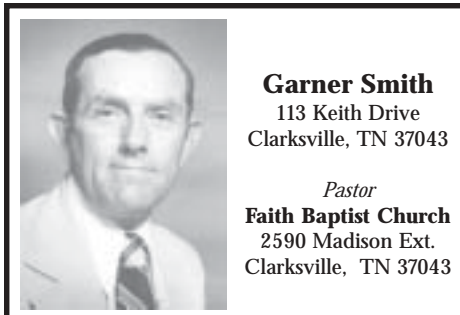 Garner Smith
113 Keith Drive
Clarksville, TN 37043
Pastor
Faith Baptist Church
2590 Madison Ext.
Clarksville, TN 37043